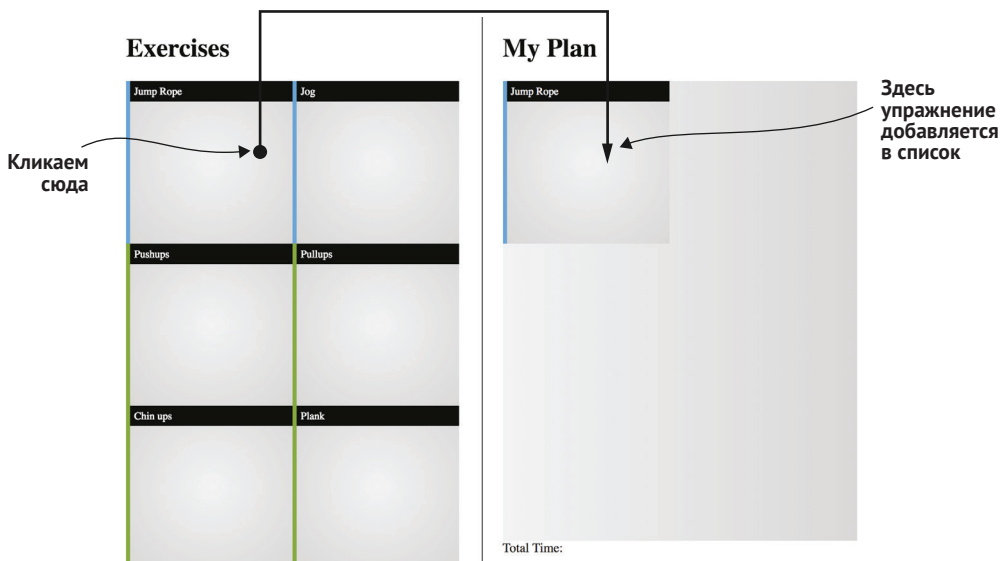 Exercises
My Plan
Jump Rope
Jog
Jump Rope
Здесь
упражнение
добавляется
в список
Кликаем
сюда
Pushups
Pullups
Chin ups
Plank
Total Time: